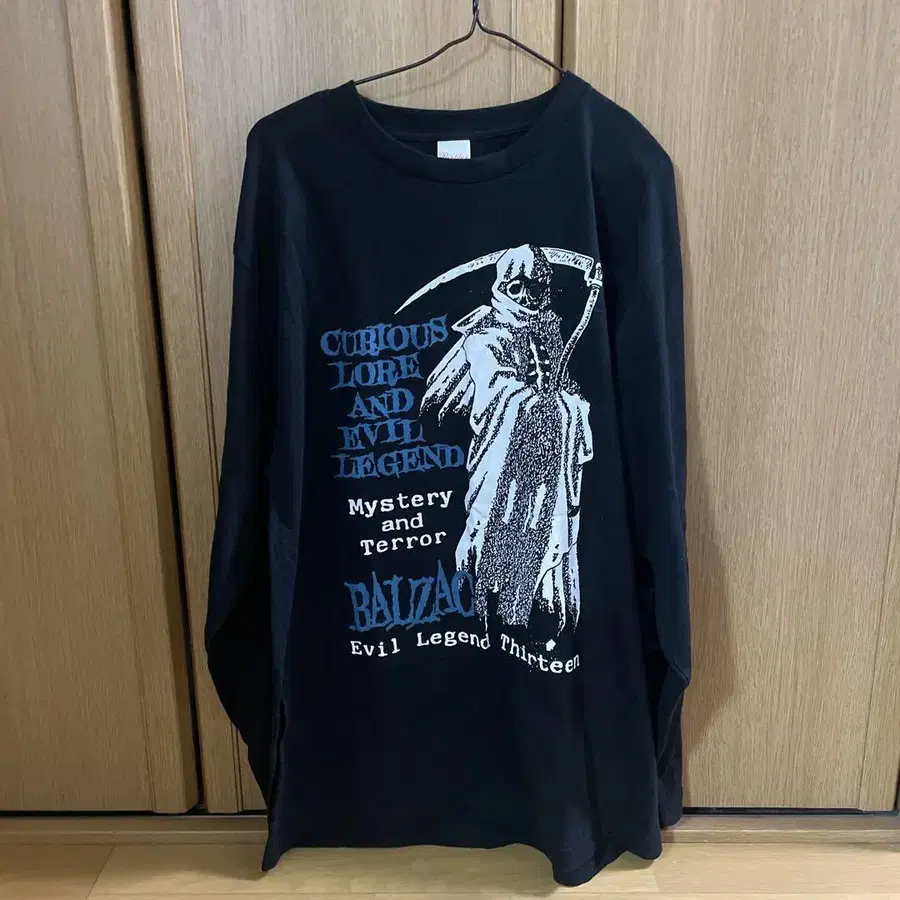 CURIOUS
LORE
AND
EVIL
LEGEND
Mystery
and
Terror
BALZAC
Evil Legend Thirteen